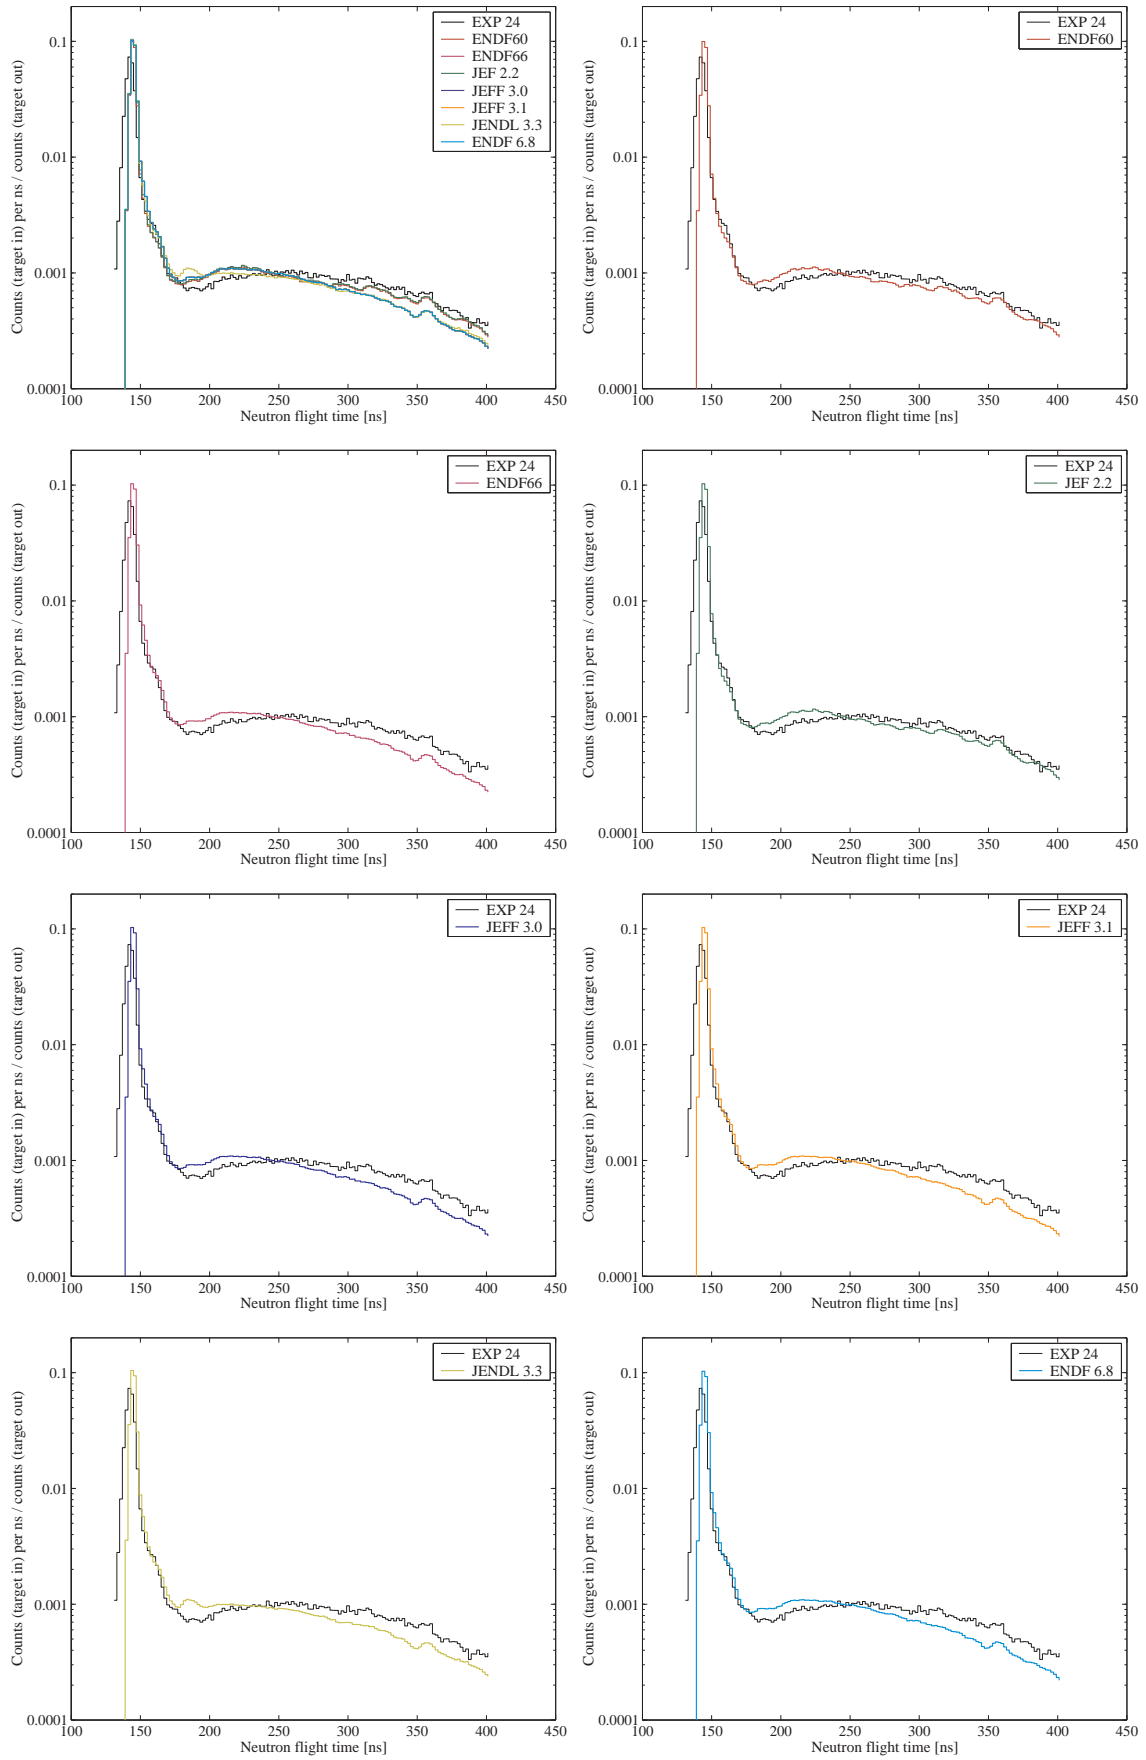 EXP 24
ENDF60
ENDF66
JEF 2.2
JEFF 3.0
JEFF 3.1
JENDL 3.3
ENDF 6.8
0.1
0.01
0.001
0.0001
100 150 200 250 300 350 400 450
Neutron flight time [ns]
Counts (target in) per ns / counts (target out)
EXP 24
ENDF60
0.1
0.01
0.001
0.0001
100 150 200 250 300 350 400 450
Neutron flight time [ns]
Counts (target in) per ns / counts (target out)
EXP 24
ENDF66
0.1
0.01
0.001
0.0001
100 150 200 250 300 350 400 450
Neutron flight time [ns]
Counts (target in) per ns / counts (target out)
EXP 24
JEF 2.2
0.1
0.01
0.001
0.0001
100 150 200 250 300 350 400 450
Neutron flight time [ns]
Counts (target in) per ns / counts (target out)
EXP 24
JEFF 3.0
0.1
0.01
0.001
0.0001
100 150 200 250 300 350 400 450
Neutron flight time [ns]
Counts (target in) per ns / counts (target out)
EXP 24
JEFF 3.1
0.1
0.01
0.001
0.0001
100 150 200 250 300 350 400 450
Neutron flight time [ns]
Counts (target in) per ns / counts (target out)
EXP 24
JENDL 3.3
0.1
0.01
0.001
0.0001
100 150 200 250 300 350 400 450
Neutron flight time [ns]
Counts (target in) per ns / counts (target out)
EXP 24
ENDF 6.8
0.1
0.01
0.001
0.0001
100 150 200 250 300 350 400 450
Neutron flight time [ns]
Counts (target in) per ns / counts (target out)